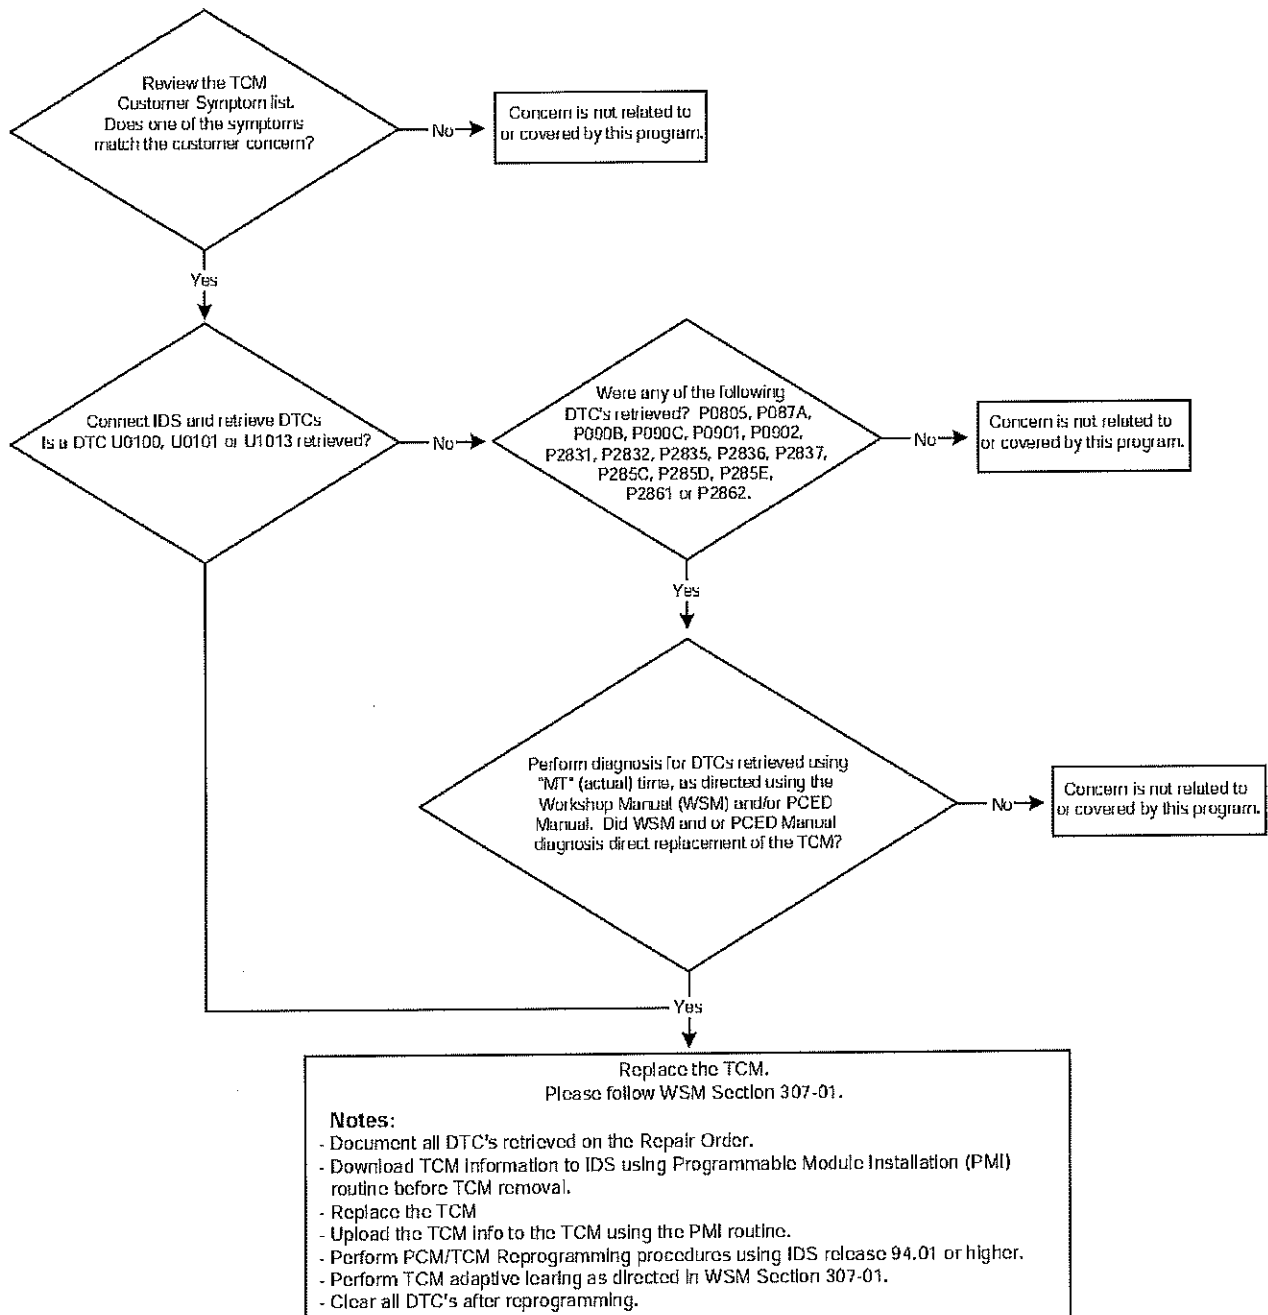 Review the TCM
Customer Symptom list.
Does one of the symptoms
match the customer concern?
No
Concern is not related to
or covered by this program.
Yes
Connect IDS and retrieve DTCs
Is a DTC U0100, U0101 or U1013 retrieved?
No
Were any of the following
DTC's retrieved? P0805, P087A,
P090B, P090C, P0901, P0902,
P2831, P2832, P2835, P2836, P2837,
P285C, P285D, P285E,
P2861 or P2862.
No
Concern is not related to
or covered by this program.
Yes
Perform diagnosis for DTCs retrieved using
"MT" (actual) time, as directed using the
Workshop Manual (WSM) and/or PCED
Manual. Did WSM and or PCED Manual
diagnosis direct replacement of the TCM?
No
Concern is not related to
or covered by this program.
Yes
Replace the TCM.
Please follow WSM Section 307-01.
Notes:
- Document all DTC's retrieved on the Repair Order.
- Download TCM Information to IDS using Programmable Module Installation (PMI)
routine before TCM removal.
- Replace the TCM
- Upload the TCM info to the TCM using the PMI routine.
- Perform PCM/TCM Reprogramming procedures using IDS release 94.01 or higher.
- Perform TCM adaptive learing as directed in WSM Section 307-01.
- Clear all DTC's after reprogramming.